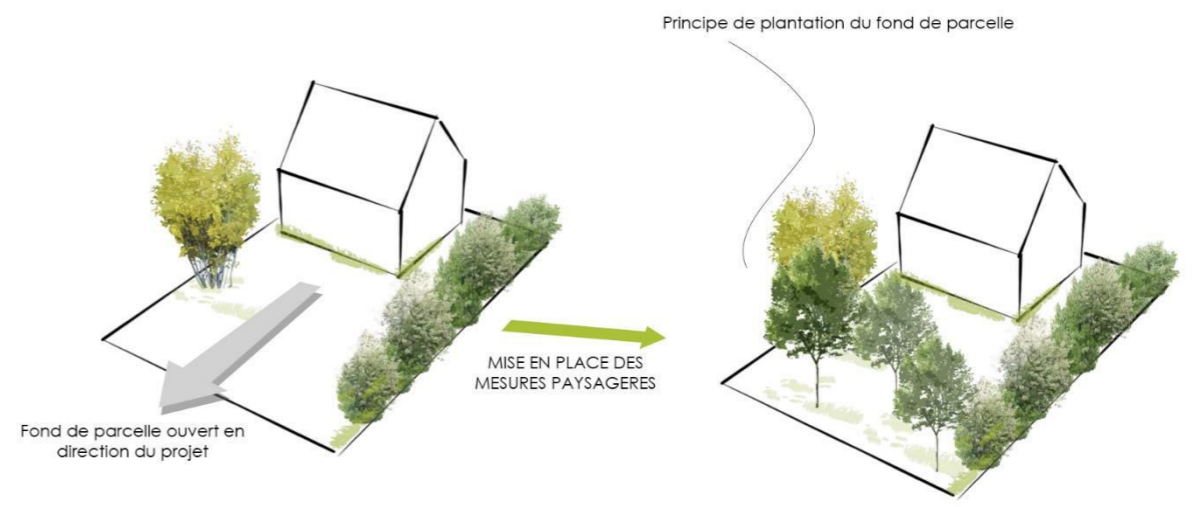 Principe de plantation du fond de parcelle
MISE EN PLACE DES
MESURES PAYSAGERES
Fond de parcelle ouvert en
direction du projet